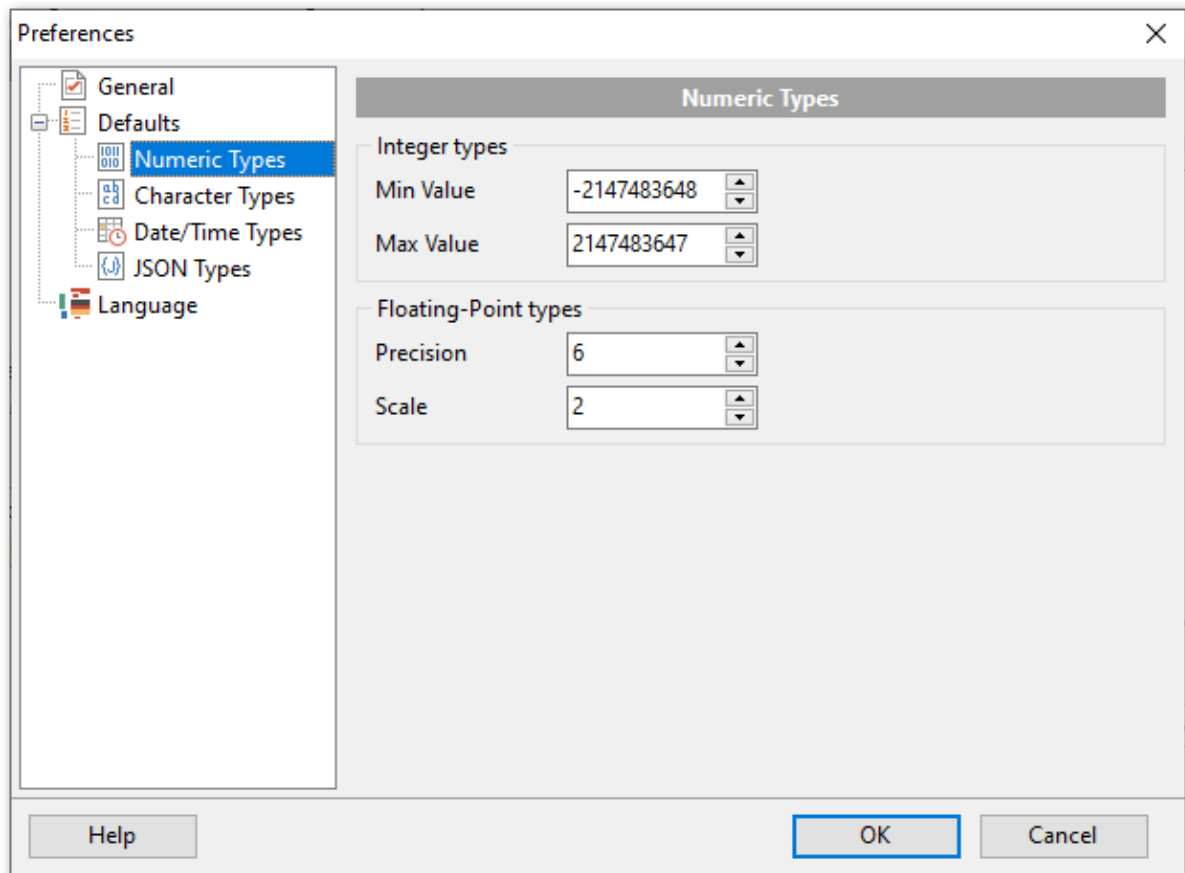 Preferences
General
Defaults
Numeric Types
Character Types
Date/Time Types
JSON Types
Language
Numeric Types
Integer types
Min Value -2147483648
Max Value 2147483647
Floating-Point types
Precision 6
Scale 2
Help OK Cancel